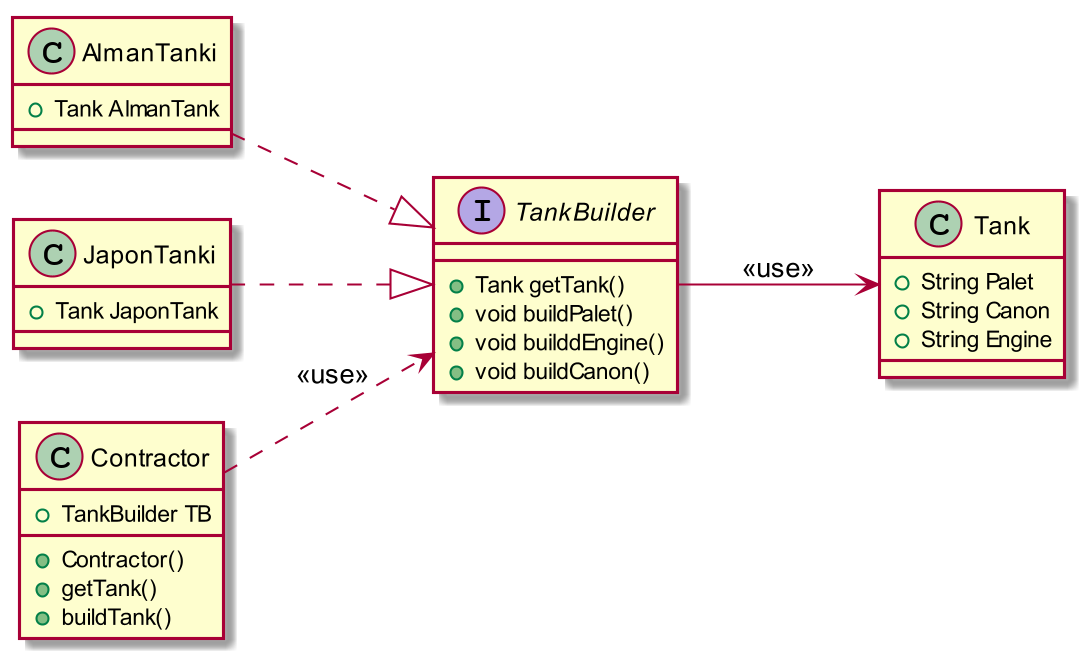 C AlmanTanki
Tank AlmanTank
C JaponTanki
Tank JaponTank
C Contractor
TankBuilder TB
Contractor()
getTank()
buildTank()
«use»
I TankBuilder
Tank getTank()
void buildPalet()
void builddEngine()
void buildCanon()
«use»
C Tank
String Palet
String Canon
String Engine